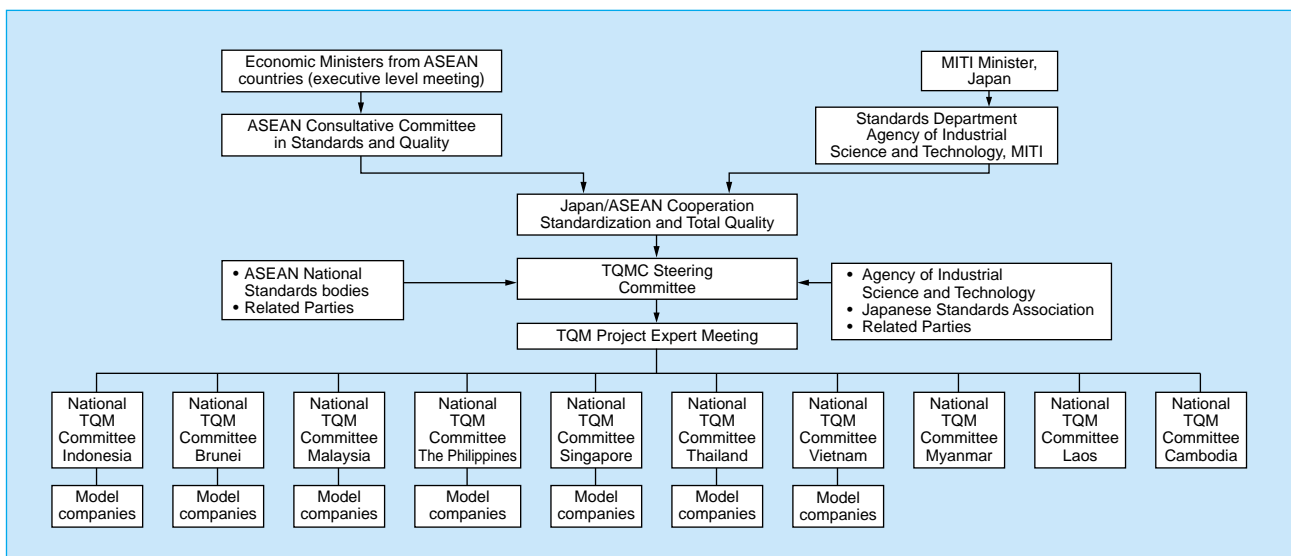 Economic Ministers from ASEAN
countries (executive level meeting)
MITI Minister,
Japan
ASEAN Consultative Committee
in Standards and Quality
Standards Department
Agency of Industrial
Science and Technology, MITI
Japan/ASEAN Cooperation
Standardization and Total Quality
• ASEAN National
Standards bodies
• Related Parties
TQMC Steering
Committee
• Agency of Industrial
Science and Technology
• Japanese Standards Association
• Related Parties
TQM Project Expert Meeting
National
TQM
Committee
Indonesia
National
TQM
Committee
Brunei
National
TQM
Committee
Malaysia
National
TQM
Committee
The Philippines
National
TQM
Committee
Singapore
National
TQM
Committee
Thailand
National
TQM
Committee
Vietnam
National
TQM
Committee
Myanmar
National
TQM
Committee
Laos
National
TQM
Committee
Cambodia
Model
companies
Model
companies
Model
companies
Model
companies
Model
companies
Model
companies
Model
companies